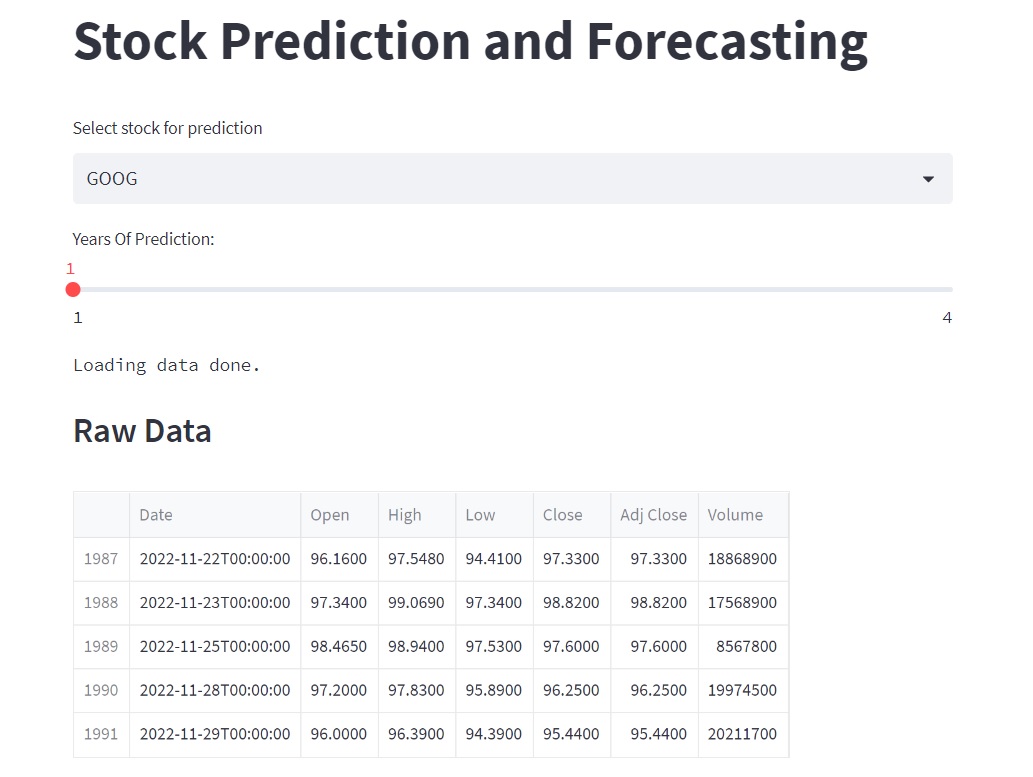 Stock Prediction and Forecasting
Select stock for prediction
GOOG
Years Of Prediction:
1
1 4
Loading data done.
Raw Data
Date Open High Low Close Adj Close Volume
1987 2022-11-22T00:00:00 96.1600 97.5480 94.4100 97.3300 97.3300 18868900
1988 2022-11-23T00:00:00 97.3400 99.0690 97.3400 98.8200 98.8200 17568900
1989 2022-11-25T00:00:00 98.4650 98.9400 97.5300 97.6000 97.6000 8567800
1990 2022-11-28T00:00:00 97.2000 97.8300 95.8900 96.2500 96.2500 19974500
1991 2022-11-29T00:00:00 96.0000 96.3900 94.3900 95.4400 95.4400 20211700